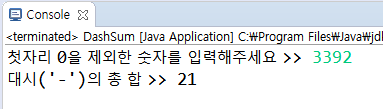 Console
<terminated> DashSum [Java Application] C:₩Program Files₩Java₩jdl
첫자리 0을 제외한 숫자를 입력해주세요 >> 3392
대시('-')의 총 합 >> 21